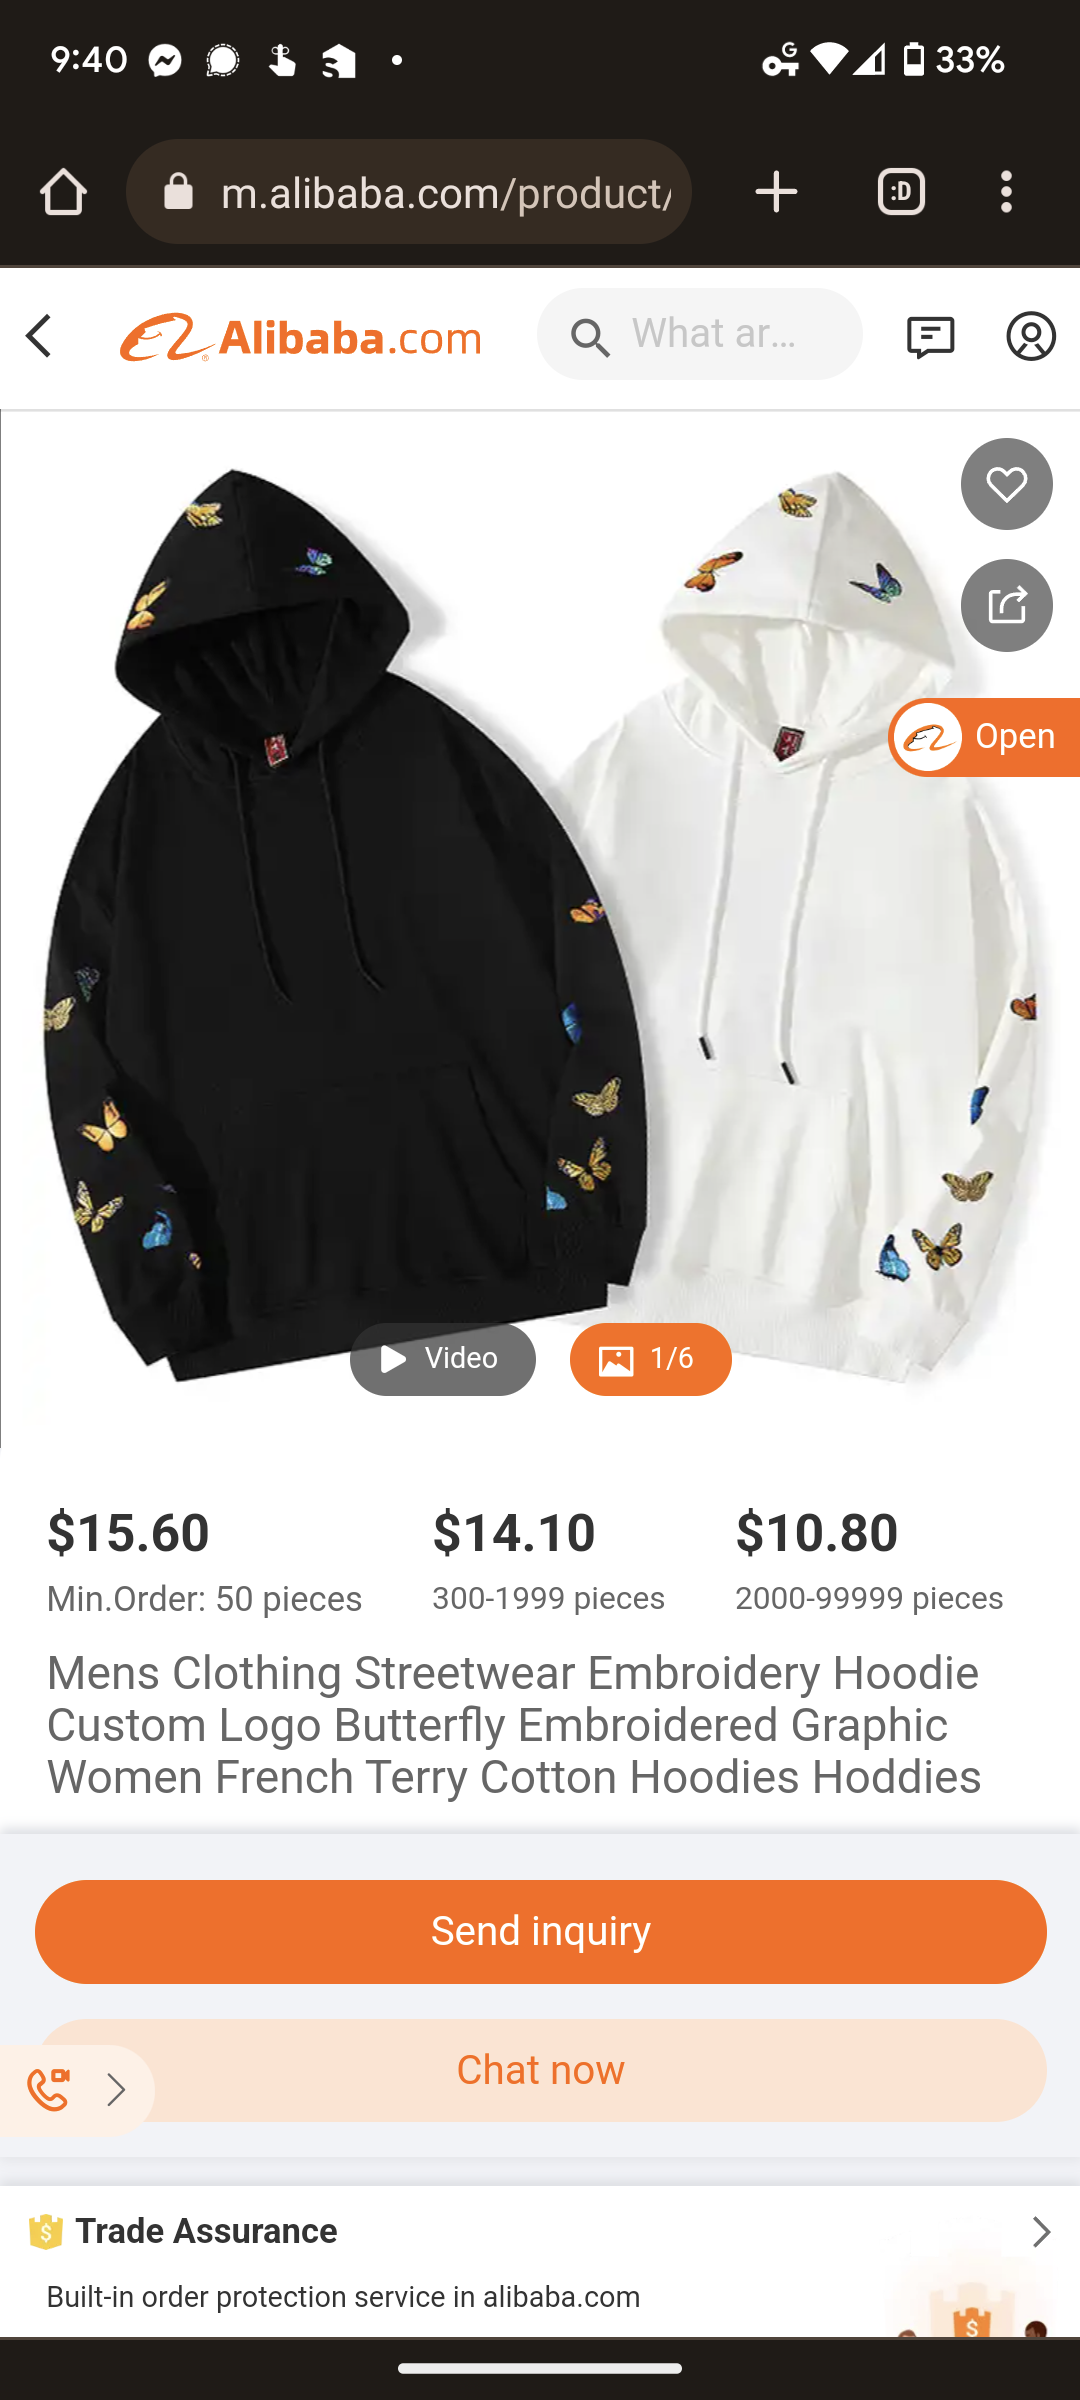 9:40
G
33%
m.alibaba.com/product/
:D
Alibaba.com
What ar...
Open
Video
1/6
$15.60 $14.10 $10.80
Min.Order: 50 pieces 300-1999 pieces 2000-99999 pieces
Mens Clothing Streetwear Embroidery Hoodie
Custom Logo Butterfly Embroidered Graphic
Women French Terry Cotton Hoodies Hoddies
Send inquiry
Chat now
$ Trade Assurance
Built-in order protection service in alibaba.com
$